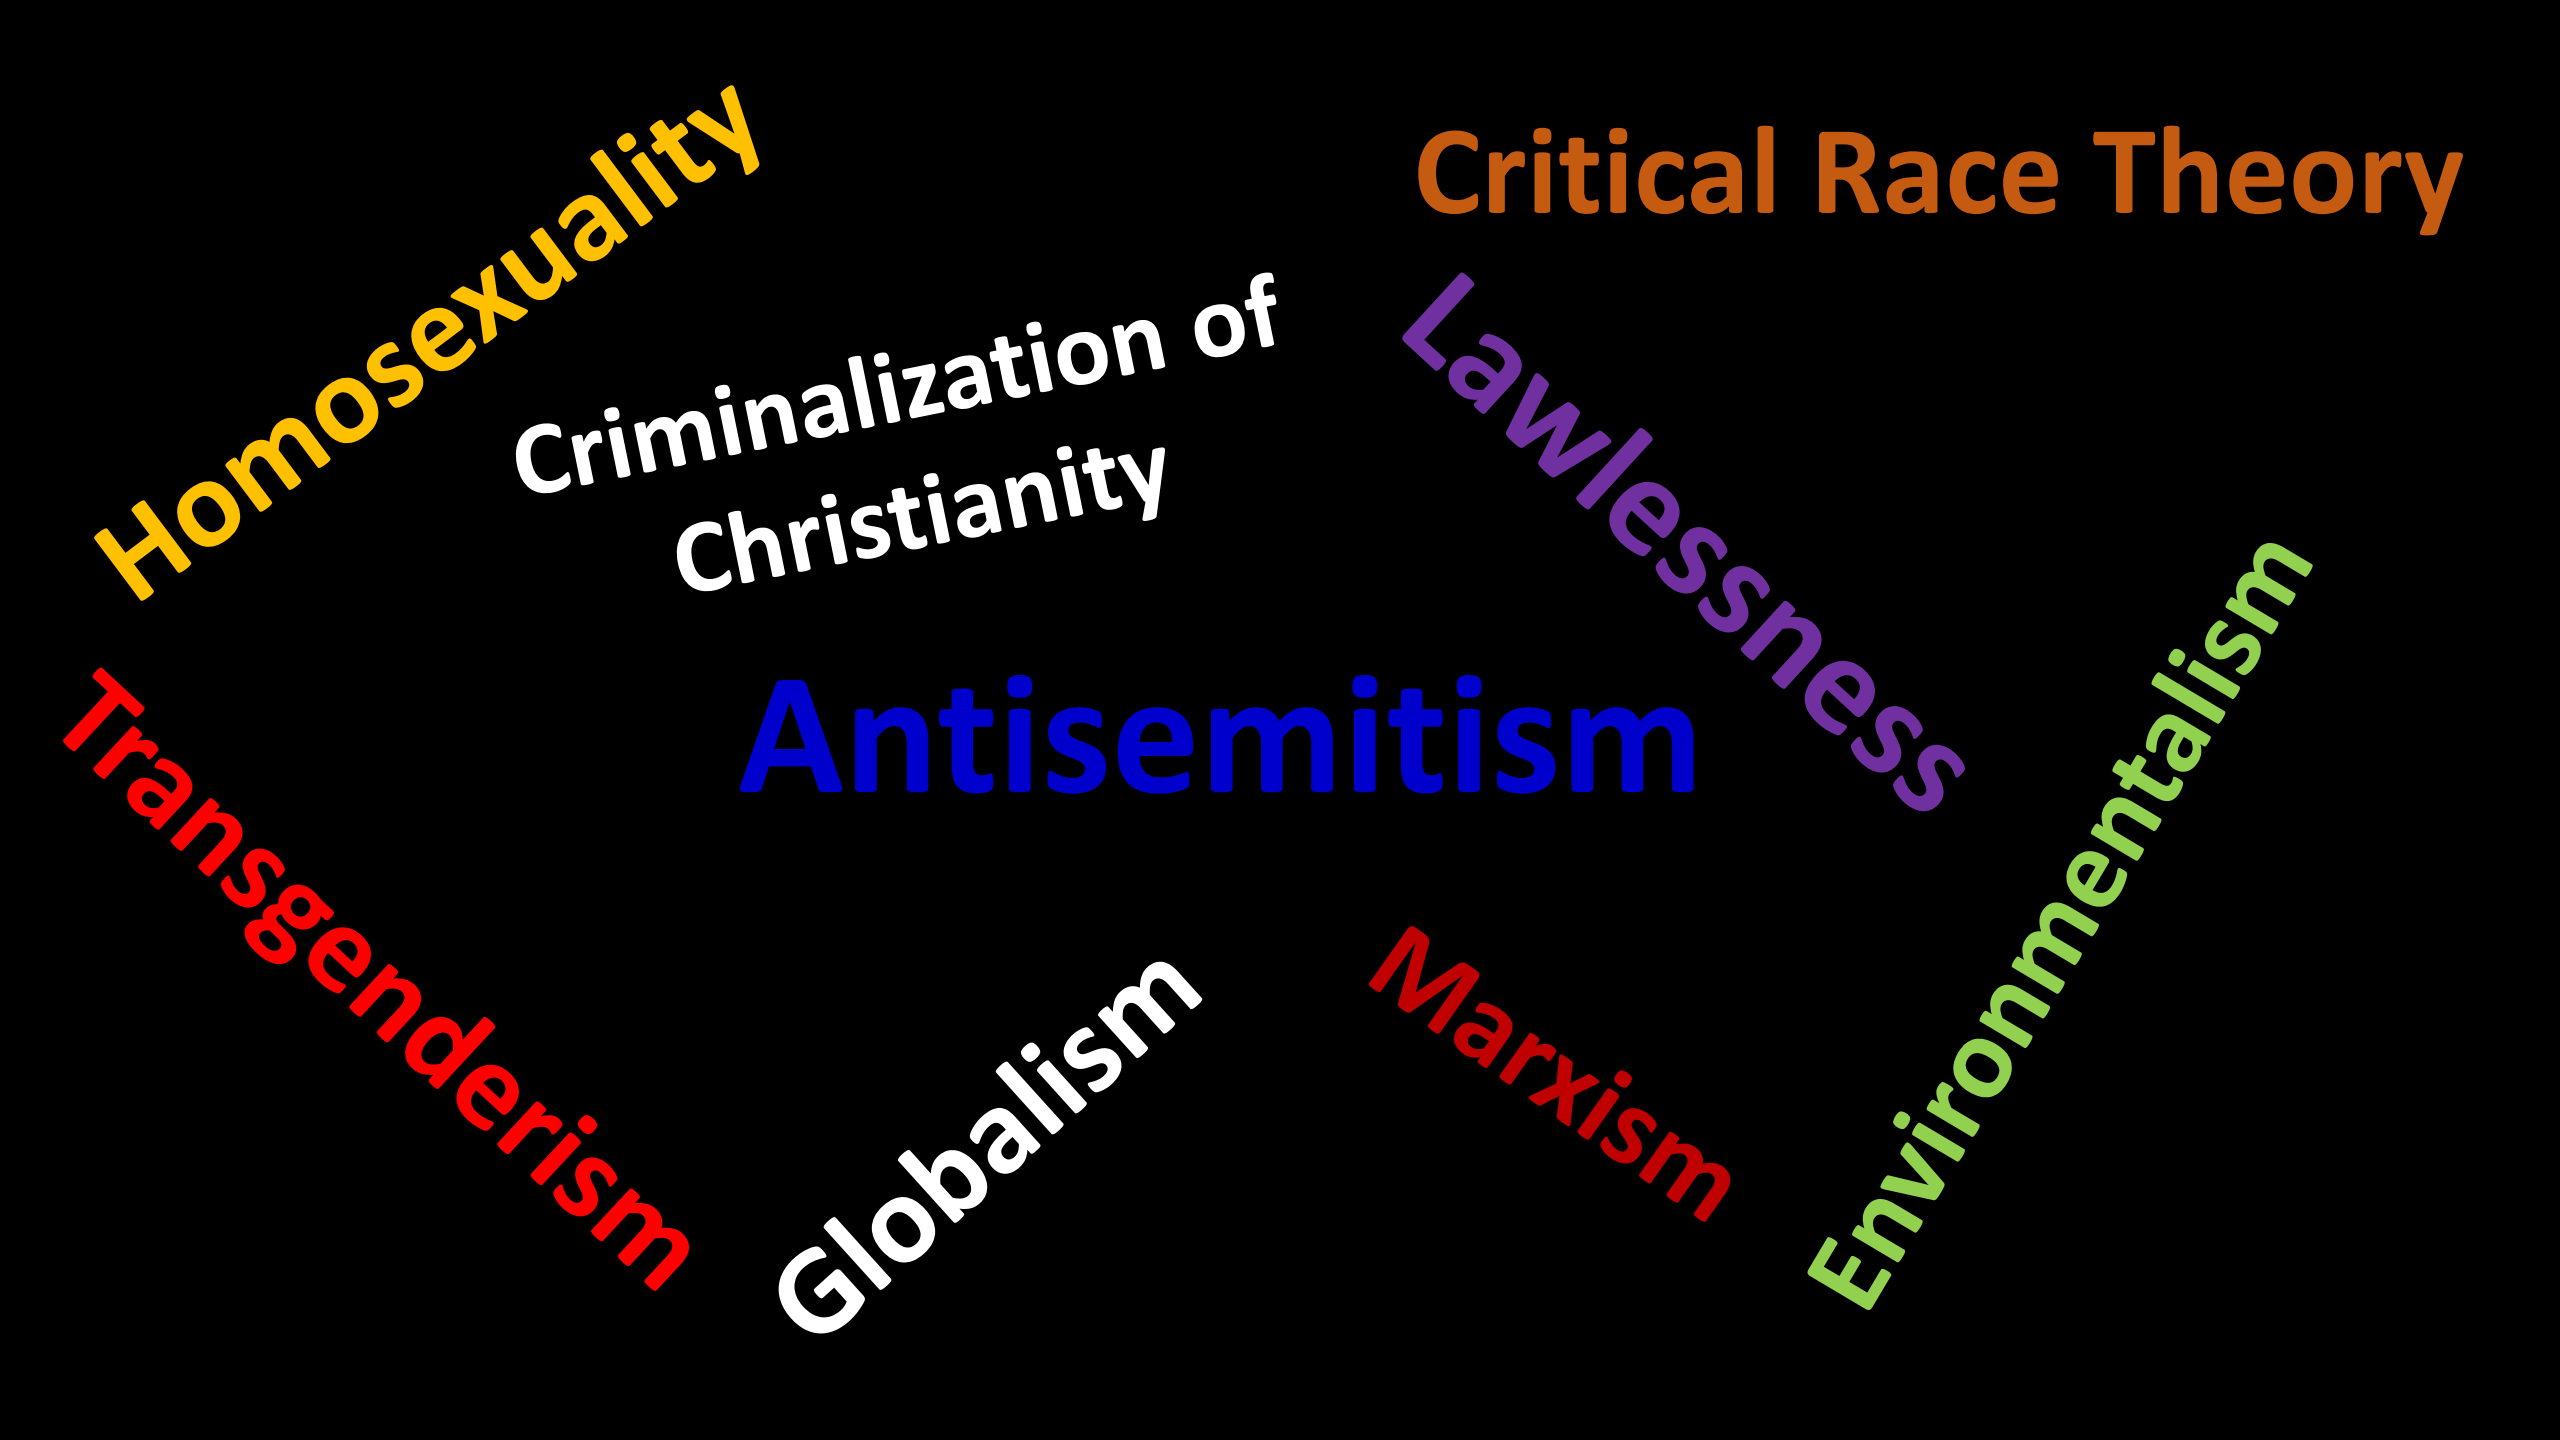 Homosexuality
Critical Race Theory
Criminalization of
Christianity
Lawlessness
Antisemitism
Transgenderism
Globalism
Marxism
Environmentalism